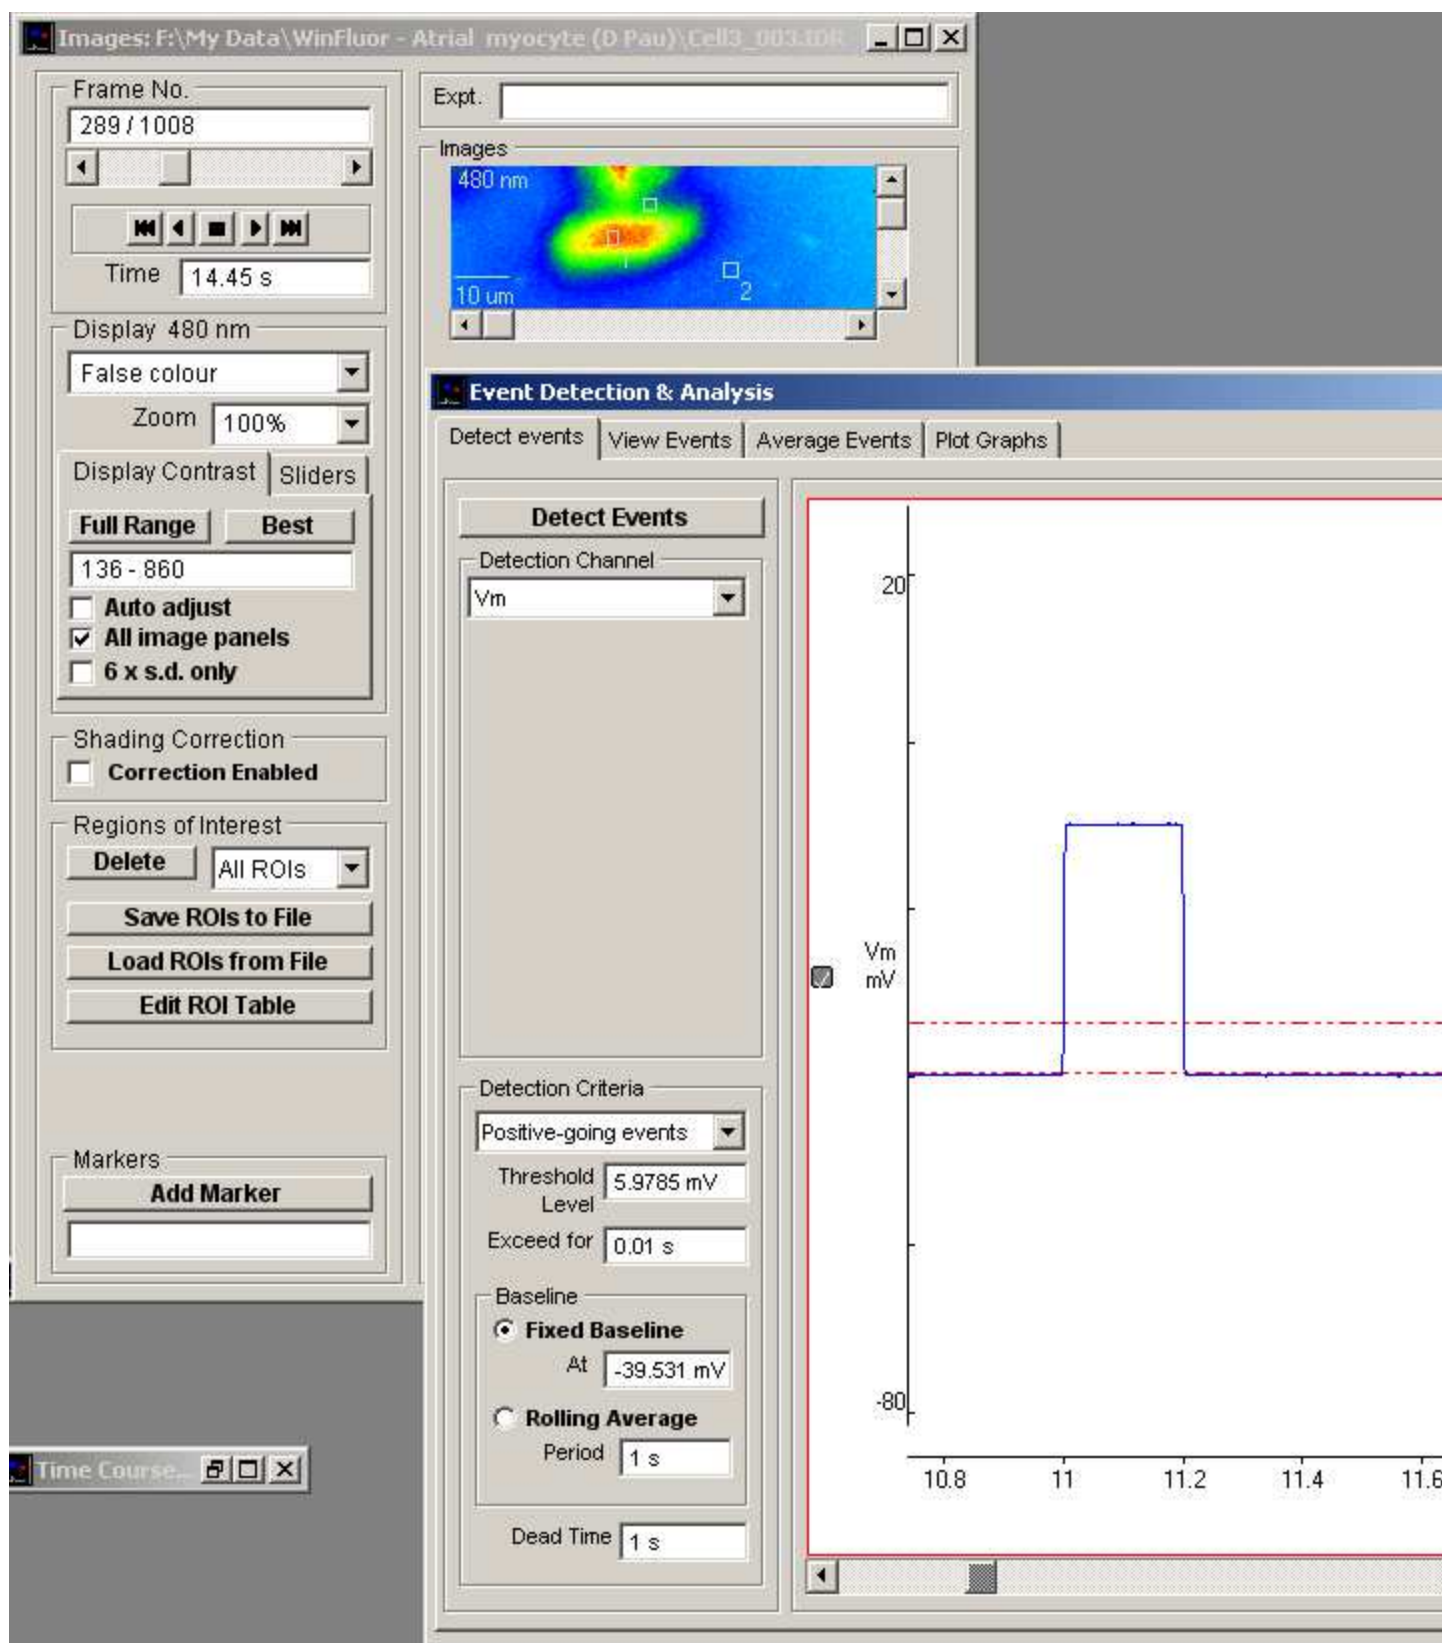 Images: F:\My Data\WinFluor - Atrial myocyte (D Pau)\Cell3_003.IDR
Frame No.
289 / 1008
Time 14.45 s
Display 480 nm
False colour
Zoom 100%
Display Contrast Sliders
Full Range Best
136 - 860
Auto adjust
All image panels
6 x s.d. only
Shading Correction
Correction Enabled
Regions of Interest
Delete All ROIs
Save ROIs to File
Load ROIs from File
Edit ROI Table
Markers
Add Marker
Expt.
Images
480 nm
1
2
10 um
Event Detection & Analysis
Detect events View Events Average Events Plot Graphs
Detect Events
Detection Channel
Vm
Detection Criteria
Positive-going events
Threshold Level 5.9785 mV
Exceed for 0.01 s
Baseline
Fixed Baseline
At -39.531 mV
Rolling Average
Period 1 s
Dead Time 1 s
20
Vm
mV
-80
10.8 11 11.2 11.4 11.6
Time Course...